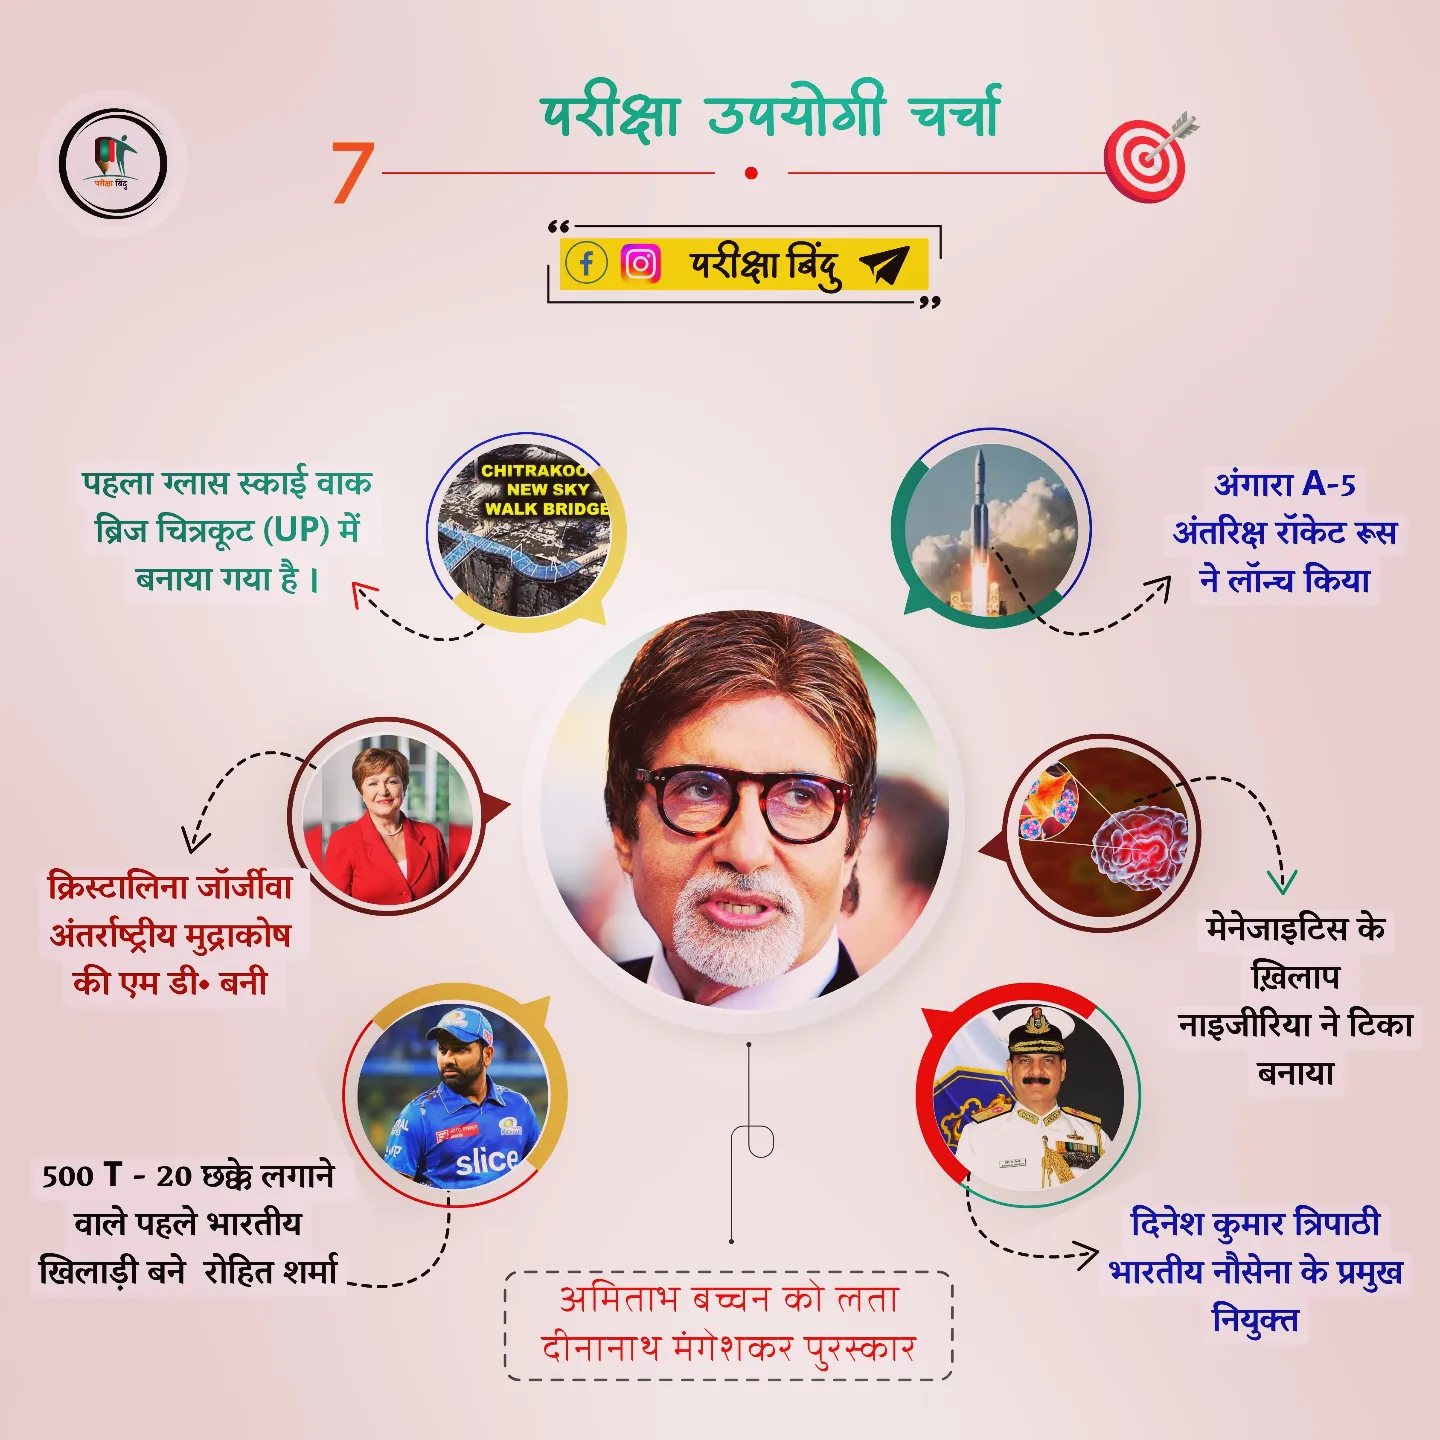 परीक्षा उपयोगी चर्चा
7
परीक्षा बिंदु
“
परीक्षा बिंदु
”
पहला ग्लास स्काई वाक
ब्रिज चित्रकूट (UP) में
बनाया गया है ।
CHITRAKOO
NEW SKY
WALK BRIDGE
अंगारा A-5
अंतरिक्ष रॉकेट रूस
ने लॉन्च किया
क्रिस्टालिना जॉर्जीवा
अंतर्राष्ट्रीय मुद्राकोष
की एम डी• बनी
मेनेजाइटिस के
ख़िलाप
नाइजीरिया ने टिका
बनाया
slice
500 T - 20 छक्के लगाने
वाले पहले भारतीय
खिलाड़ी बने रोहित शर्मा
दिनेश कुमार त्रिपाठी
भारतीय नौसेना के प्रमुख
नियुक्त
अमिताभ बच्चन को लता
दीनानाथ मंगेशकर पुरस्कार